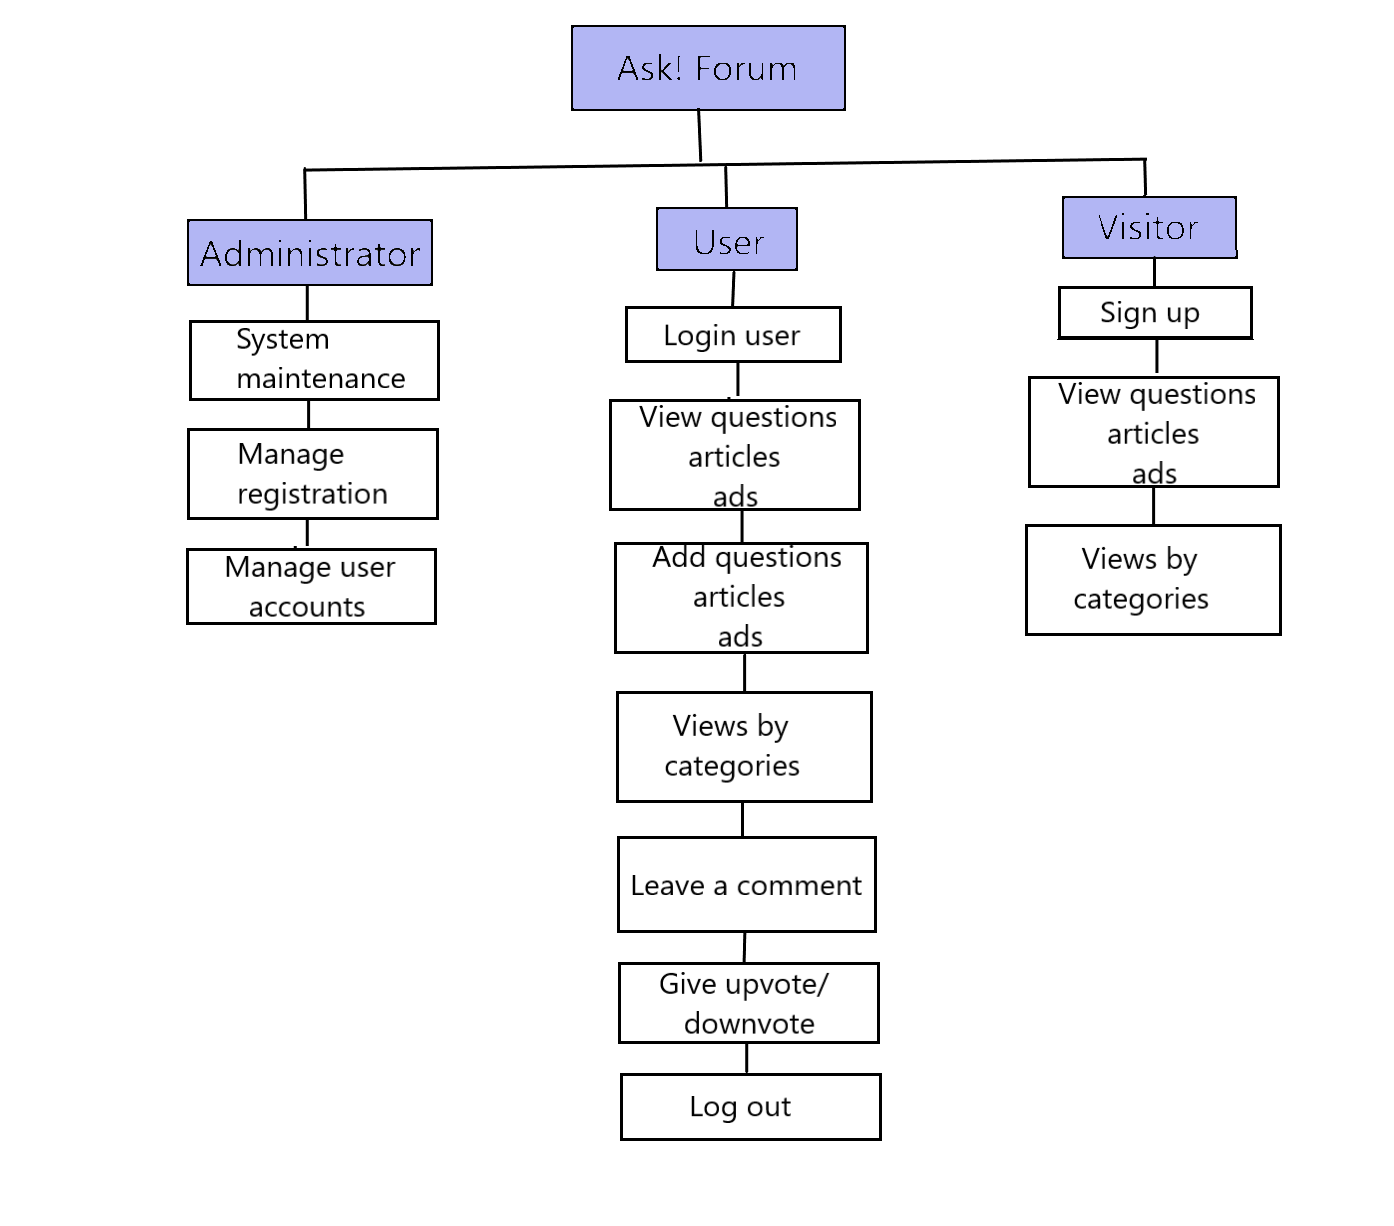 Ask! Forum
Administrator
System
maintenance
Manage
registration
Manage user
accounts
User
Login user
View questions
articles
ads
Add questions
articles
ads
Views by
categories
Leave a comment
Give upvote/
downvote
Log out
Visitor
Sign up
View questions
articles
ads
Views by
categories